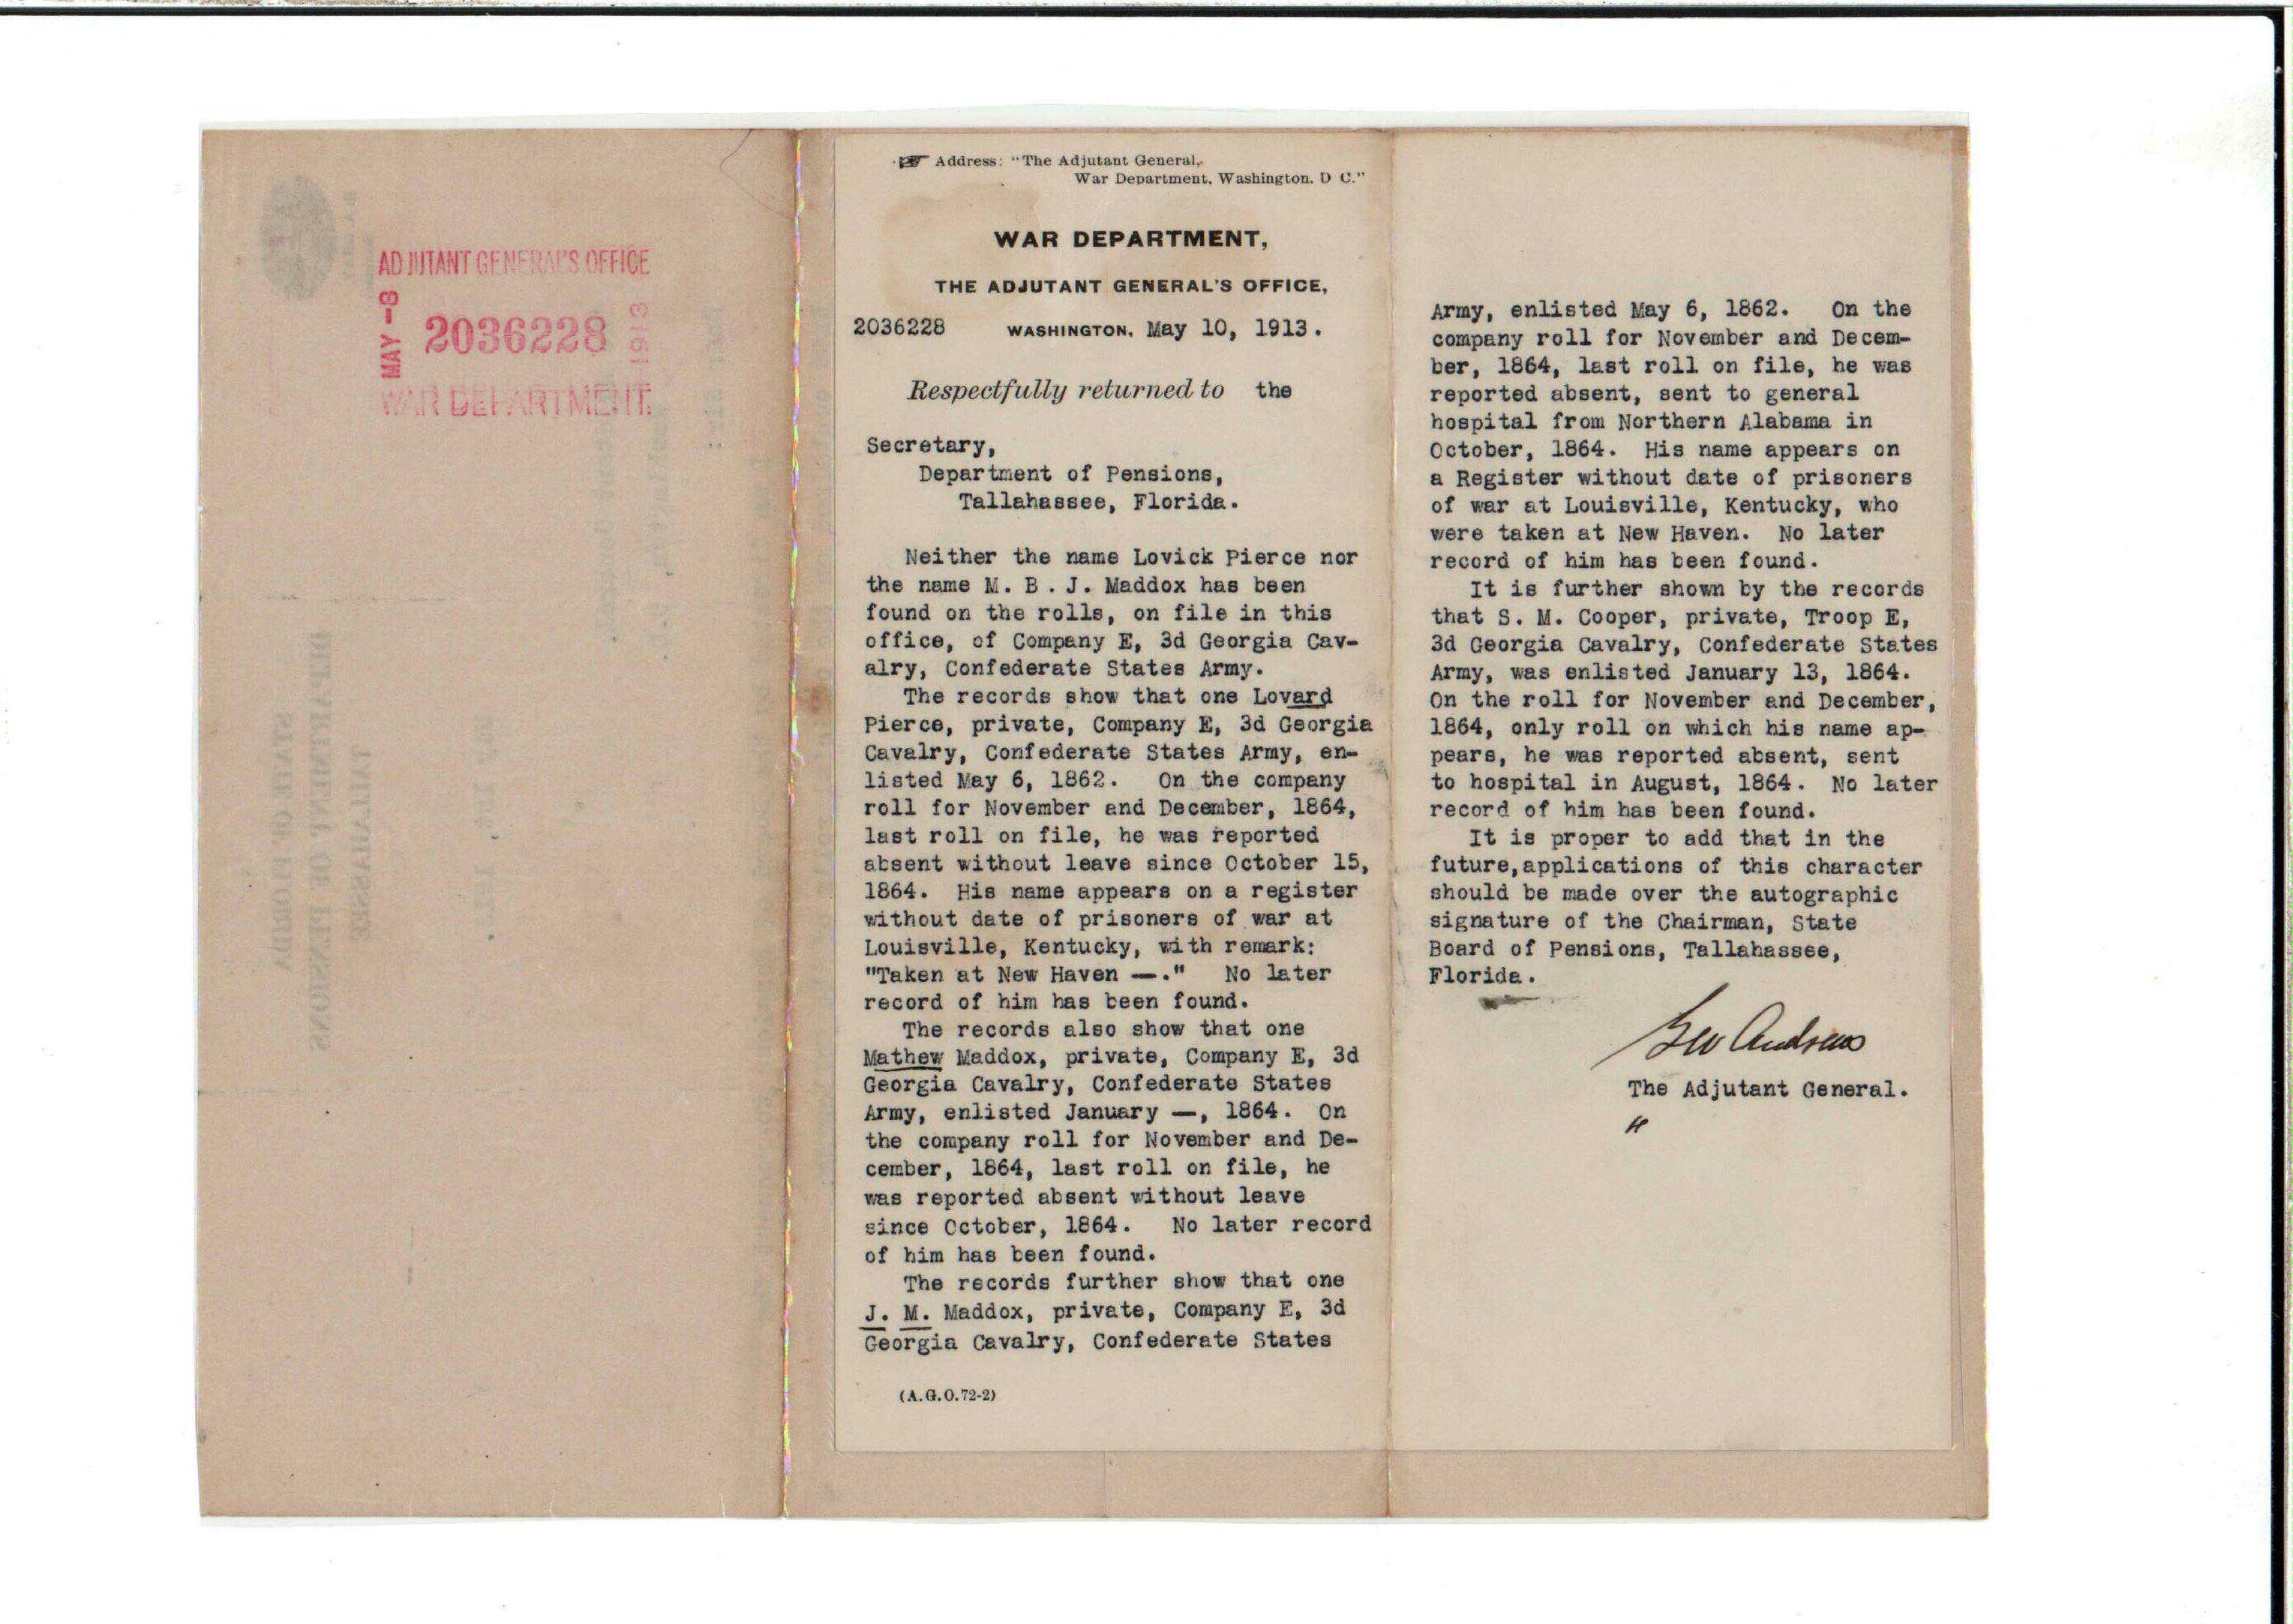 ADJUTANT GENERAL'S OFFICE
MAY -8 2036228 1913
WAR DEPARTMENT.
Address: "The Adjutant General,
War Department, Washington. D C."
WAR DEPARTMENT,
THE ADJUTANT GENERAL'S OFFICE,
2036228 WASHINGTON, May 10, 1913.
Respectfully returned to the
Secretary,
Department of Pensions,
Tallahassee, Florida.
Neither the name Lovick Pierce nor
the name M. B. J. Maddox has been
found on the rolls, on file in this
office, of Company E, 3d Georgia Cav-
alry, Confederate States Army.
The records show that one Lovard
Pierce, private, Company E, 3d Georgia
Cavalry, Confederate States Army, en-
listed May 6, 1862. On the company
roll for November and December, 1864,
last roll on file, he was reported
absent without leave since October 15,
1864. His name appears on a register
without date of prisoners of war at
Louisville, Kentucky, with remark:
"Taken at New Haven —." No later
record of him has been found.
The records also show that one
Mathew Maddox, private, Company E, 3d
Georgia Cavalry, Confederate States
Army, enlisted January —, 1864. On
the company roll for November and De-
cember, 1864, last roll on file, he
was reported absent without leave
since October, 1864. No later record
of him has been found.
The records further show that one
J. M. Maddox, private, Company E, 3d
Georgia Cavalry, Confederate States
(A.G.O.72-2)
Army, enlisted May 6, 1862. On the
company roll for November and Decem-
ber, 1864, last roll on file, he was
reported absent, sent to general
hospital from Northern Alabama in
October, 1864. His name appears on
a Register without date of prisoners
of war at Louisville, Kentucky, who
were taken at New Haven. No later
record of him has been found.
It is further shown by the records
that S. M. Cooper, private, Troop E,
3d Georgia Cavalry, Confederate States
Army, was enlisted January 13, 1864.
On the roll for November and December,
1864, only roll on which his name ap-
pears, he was reported absent, sent
to hospital in August, 1864. No later
record of him has been found.
It is proper to add that in the
future,applications of this character
should be made over the autographic
signature of the Chairman, State
Board of Pensions, Tallahassee,
Florida.
Geo Andrews
The Adjutant General.
STATE OF FLORIDA
DEPARTMENT OF PENSIONS
TALLAHASSEE